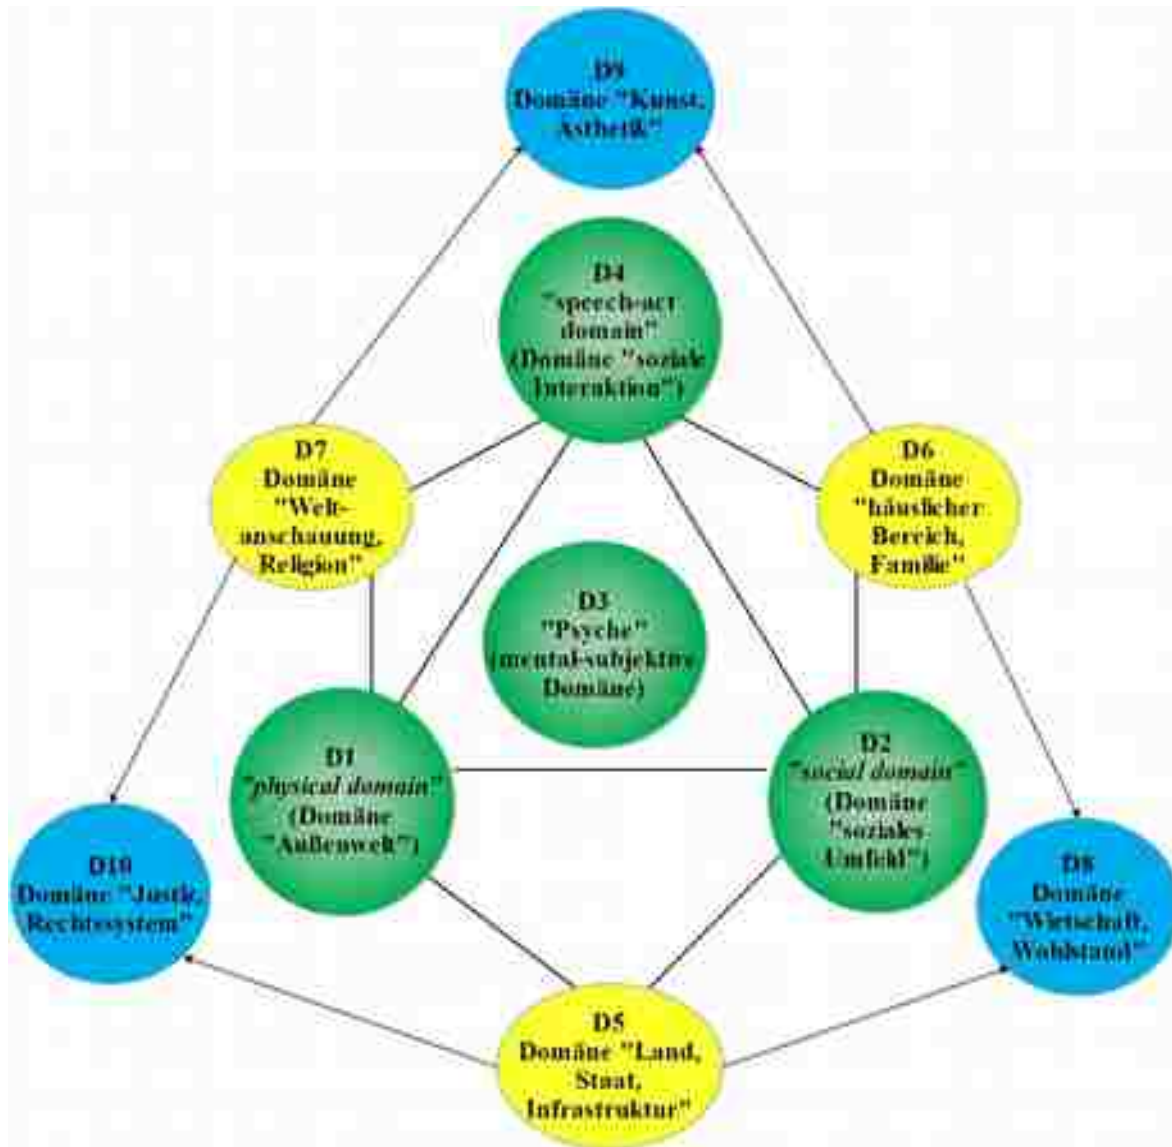 D9
Domäne "Kunst,
Ästhetik"
D4
"speech-act
domain"
(Domäne "soziale
Interaktion")
D7
Domäne
"Welt-
anschauung,
Religion"
D6
Domäne
"häuslicher
Bereich,
Familie"
D3
"Psyche"
(mental-subjektive
Domäne)
D1
"physical domain"
(Domäne
"Außenwelt")
D2
"social domain"
(Domäne
"soziales
Umfeld")
D10
Domäne "Justiz,
Rechtssystem"
D8
Domäne
"Wirtschaft,
Wohlstand"
D5
Domäne "Land,
Staat,
Infrastruktur"